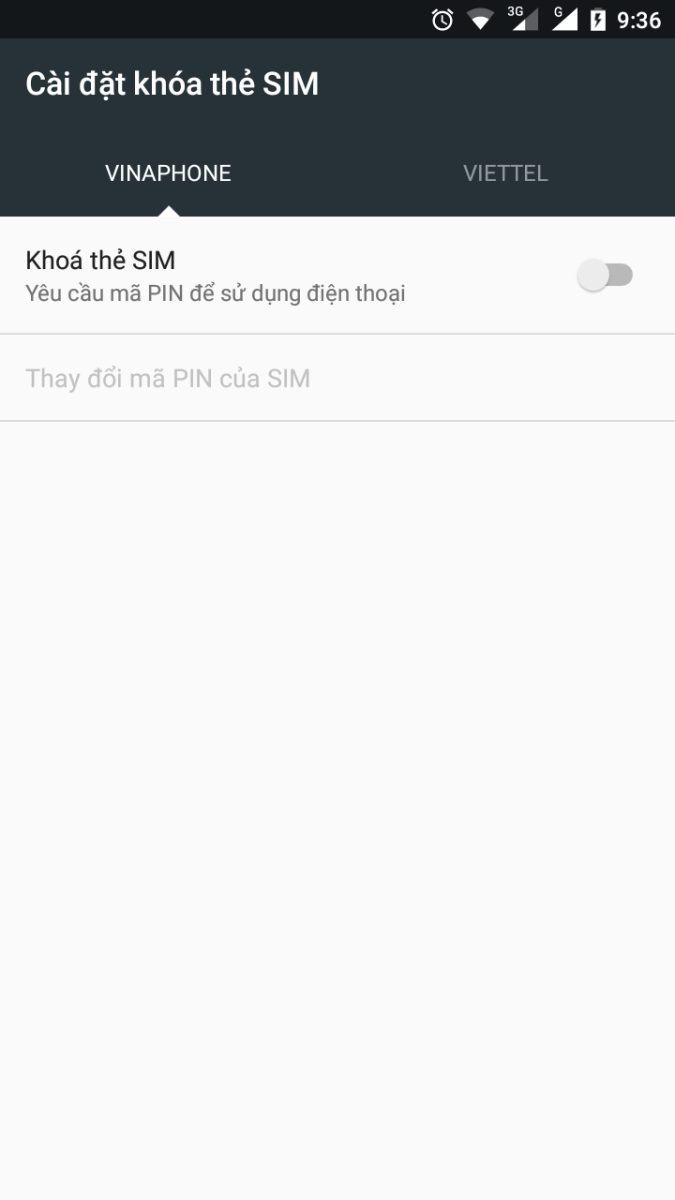 3G G 9:36
Cài đặt khóa thẻ SIM
VINAPHONE VIETTEL
Khoá thẻ SIM
Yêu cầu mã PIN để sử dụng điện thoại
Thay đổi mã PIN của SIM